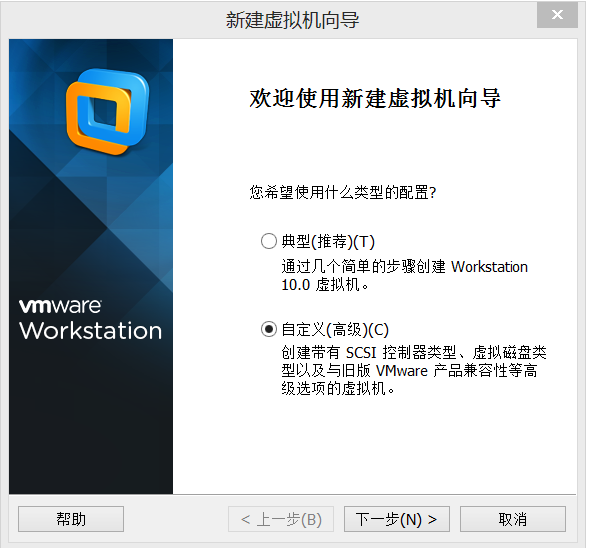 新建虚拟机向导
欢迎使用新建虚拟机向导
您希望使用什么类型的配置?
典型(推荐)(T)
通过几个简单的步骤创建 Workstation
10.0 虚拟机。
vmware
Workstation
自定义(高级)(C)
创建带有 SCSI 控制器类型、虚拟磁盘类
型以及与旧版 VMware 产品兼容性等高
级选项的虚拟机。
帮助
< 上一步(B)
下一步(N) >
取消